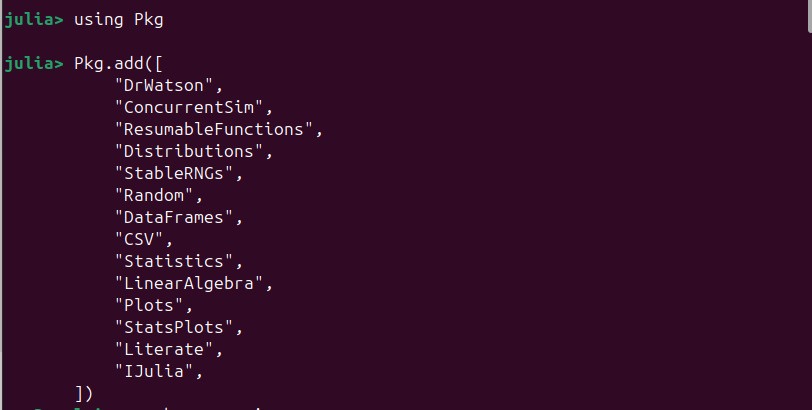 julia> using Pkg
julia> Pkg.add([
"DrWatson",
"ConcurrentSim",
"ResumableFunctions",
"Distributions",
"StableRNGs",
"Random",
"DataFrames",
"CSV",
"Statistics",
"LinearAlgebra",
"Plots",
"StatsPlots",
"Literate",
"IJulia",
])